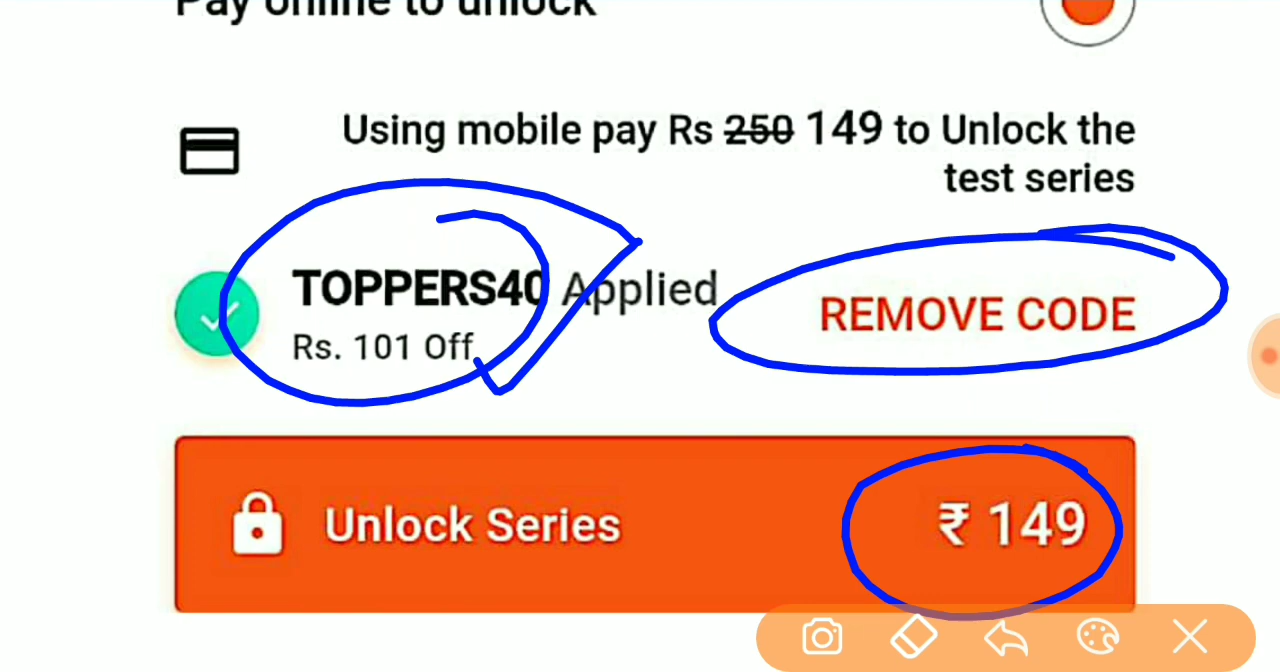 Pay online to unlock
Using mobile pay Rs 250 149 to Unlock the
test series
TOPPERS40 Applied
REMOVE CODE
Rs. 101 Off
Unlock Series
₹ 149